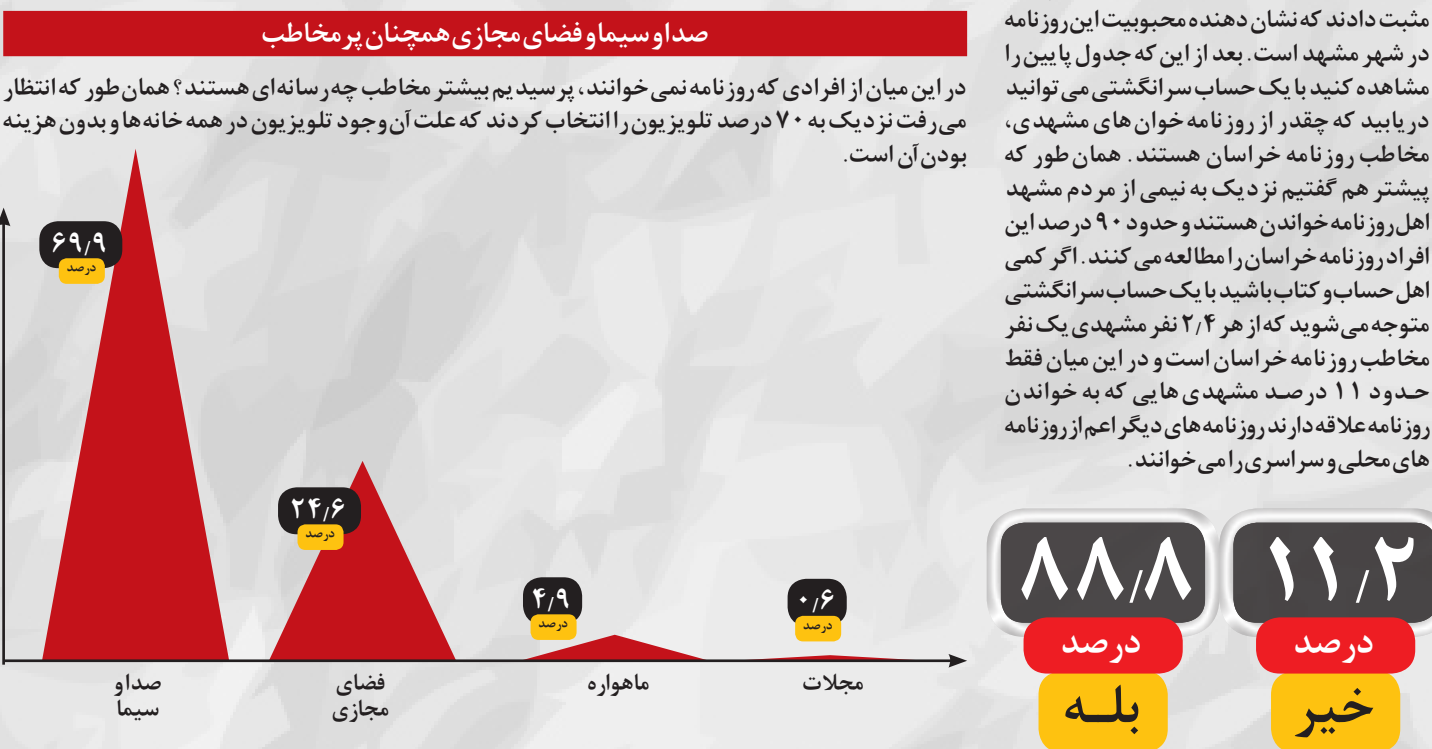 مثبت دادند که نشان دهنده محبوبیت این روزنامه
در شهر مشهد است. بعد از این که جدول پایین را
مشاهده کنید با یک حساب سرانگشتی می توانید
دریابید که چقدر از روزنامه خوان های مشهدی،
مخاطب روزنامه خراسان هستند. همان طور که
پیشتر هم گفتیم نزدیک به نیمی از مردم مشهد
اهل روزنامه خواندن هستند و حدود ۹۰ درصد این
افراد روزنامه خراسان را مطالعه می کنند. اگر کمی
اهل حساب و کتاب باشید با یک حساب سرانگشتی
متوجه می شوید که از هر ۲٫۴ نفر مشهدی یک نفر
مخاطب روزنامه خراسان است و در این میان فقط
حدود ۱۱ درصد مشهدی هایی که به خواندن
روزنامه علاقه دارند روزنامه های دیگر اعم از روزنامه
های محلی و سراسری را می خوانند.
۱۱٫۲
درصد
خیر
۸۸٫۸
درصد
بلــه
صدا و سیما و فضای مجازی همچنان پر مخاطب
در این میان از افرادی که روزنامه نمی خوانند، پرسیدیم بیشتر مخاطب چه رسانه ای هستند؟ همان طور که انتظار
می رفت نزدیک به ۷۰ درصد تلویزیون را انتخاب کردند که علت آن وجود تلویزیون در همه خانه ها و بدون هزینه
بودن آن است.
۶۹٫۹
درصد
صدا و
سیما
۲۴٫۶
درصد
فضای
مجازی
۴٫۹
درصد
ماهواره
۰٫۶
درصد
مجلات